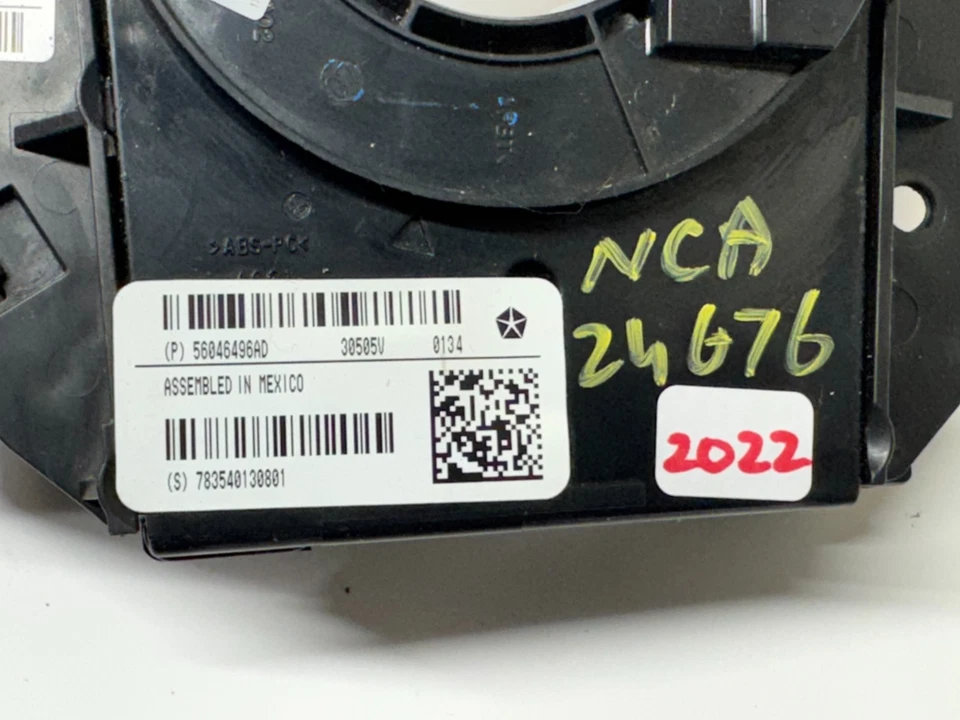 >ABS-PC<
NCA
24G76
(P) 56046496AD 30505V 0134
ASSEMBLED IN MEXICO
(S) 783540130801
2022